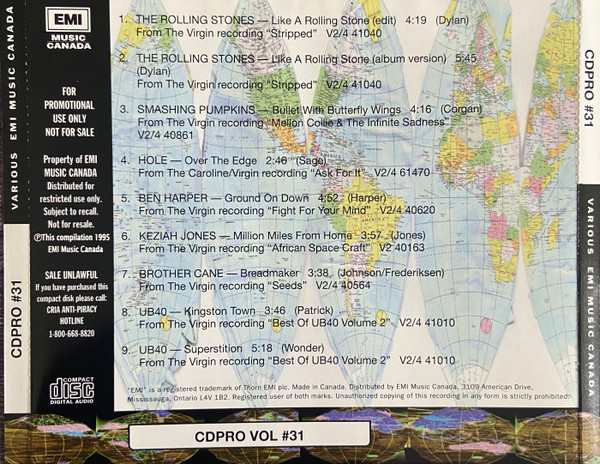 VARIOUS EMI MUSIC CANADA
CDPRO #31
EMI
MUSIC
CANADA
FOR
PROMOTIONAL
USE ONLY
NOT FOR SALE
Property of EMI
MUSIC CANADA
Distributed for
restricted use only.
Subject to recall.
Not for resale.
ⓅThis compilation 1995
EMI Music Canada
SALE UNLAWFUL
If you have purchased this
compact disc please call:
CRIA ANTI-PIRACY
HOTLINE
1-800-668-8820
COMPACT
disc
DIGITAL AUDIO
1. THE ROLLING STONES — Like A Rolling Stone (edit) 4:19 (Dylan)
From The Virgin recording "Stripped" V2/4 41040
2. THE ROLLING STONES — Like A Rolling Stone (album version) 5:45
(Dylan)
From The Virgin recording "Stripped" V2/4 41040
3. SMASHING PUMPKINS — Bullet With Butterfly Wings 4:16 (Corgan)
From The Virgin recording "Mellon Collie & The Infinite Sadness"
V2/4 40861
4. HOLE — Over The Edge 2:46 (Sage)
From The Caroline/Virgin recording "Ask For It" V2/4 61470
5. BEN HARPER — Ground On Down 4:52 (Harper)
From The Virgin recording "Fight For Your Mind" V2/4 40620
6. KEZIAH JONES — Million Miles From Home 3:57 (Jones)
From The Virgin recording "African Space Craft" V2 40163
7. BROTHER CANE — Breadmaker 3:38 (Johnson/Frederiksen)
From The Virgin recording "Seeds" V2/4 40564
8. UB40 — Kingston Town 3:46 (Patrick)
From The Virgin recording "Best Of UB40 Volume 2" V2/4 41010
9. UB40 — Superstition 5:18 (Wonder)
From The Virgin recording "Best Of UB40 Volume 2" V2/4 41010
"EMI" is a registered trademark of Thorn EMI plc. Made in Canada. Distributed by EMI Music Canada, 3109 American Drive,
Mississauga, Ontario L4V 1B2. Registered user of both marks. Unauthorized copying of this recording in any form is strictly prohibited.
CDPRO VOL #31
CDPRO #31
VARIOUS EMI MUSIC CANADA